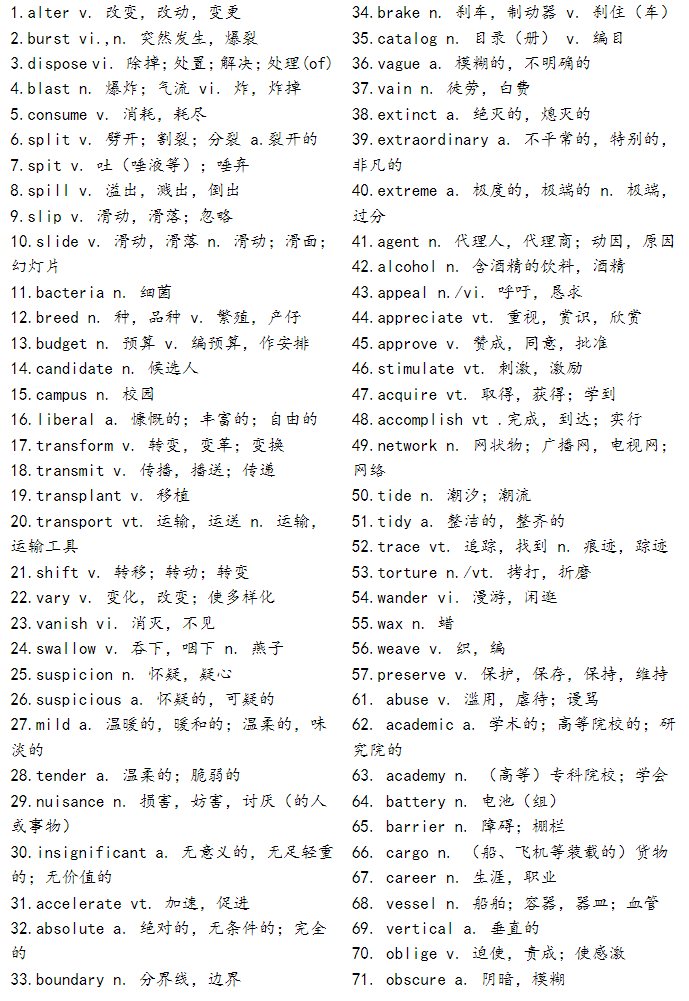 1.alter v. 改变，改动，变更
2.burst vi.,n. 突然发生，爆裂
3.dispose vi. 除掉；处置；解决；处理(of)
4.blast n. 爆炸；气流 vi. 炸，炸掉
5.consume v. 消耗，耗尽
6.split v. 劈开；割裂；分裂 a.裂开的
7.spit v. 吐（唾液等）；唾弃
8.spill v. 溢出，溅出，倒出
9.slip v. 滑动，滑落；忽略
10.slide v. 滑动，滑落 n. 滑动；滑面；
幻灯片
11.bacteria n. 细菌
12.breed n. 种，品种 v. 繁殖，产仔
13.budget n. 预算 v. 编预算，作安排
14.candidate n. 候选人
15.campus n. 校园
16.liberal a. 慷慨的；丰富的；自由的
17.transform v. 转变，变革；变换
18.transmit v. 传播，播送；传递
19.transplant v. 移植
20.transport vt. 运输，运送 n. 运输，
运输工具
21.shift v. 转移；转动；转变
22.vary v. 变化，改变；使多样化
23.vanish vi. 消灭，不见
24.swallow v. 吞下，咽下 n. 燕子
25.suspicion n. 怀疑，疑心
26.suspicious a. 怀疑的，可疑的
27.mild a. 温暖的，暖和的；温柔的，味
淡的
28.tender a. 温柔的；脆弱的
29.nuisance n. 损害，妨害，讨厌（的人
或事物）
30.insignificant a. 无意义的，无足轻重
的；无价值的
31.accelerate vt. 加速，促进
32.absolute a. 绝对的，无条件的；完全
的
33.boundary n. 分界线，边界
34.brake n. 刹车，制动器 v. 刹住（车）
35.catalog n. 目录（册） v. 编目
36.vague a. 模糊的，不明确的
37.vain n. 徒劳，白费
38.extinct a. 绝灭的，熄灭的
39.extraordinary a. 不平常的，特别的，
非凡的
40.extreme a. 极度的，极端的 n. 极端，
过分
41.agent n. 代理人，代理商；动因，原因
42.alcohol n. 含酒精的饮料，酒精
43.appeal n./vi. 呼吁，恳求
44.appreciate vt. 重视，赏识，欣赏
45.approve v. 赞成，同意，批准
46.stimulate vt. 刺激，激励
47.acquire vt. 取得，获得；学到
48.accomplish vt .完成，到达；实行
49.network n. 网状物；广播网，电视网；
网络
50.tide n. 潮汐；潮流
51.tidy a. 整洁的，整齐的
52.trace vt. 追踪，找到 n. 痕迹，踪迹
53.torture n./vt. 拷打，折磨
54.wander vi. 漫游，闲逛
55.wax n. 蜡
56.weave v. 织，编
57.preserve v. 保护，保存，保持，维持
61. abuse v. 滥用，虐待；谩骂
62. academic a. 学术的；高等院校的；研
究院的
63. academy n. （高等）专科院校；学会
64. battery n. 电池（组）
65. barrier n. 障碍；棚栏
66. cargo n. （船、飞机等装载的）货物
67. career n. 生涯，职业
68. vessel n. 船舶；容器，器皿；血管
69. vertical a. 垂直的
70. oblige v. 迫使，责成；使感激
71. obscure a. 阴暗，模糊